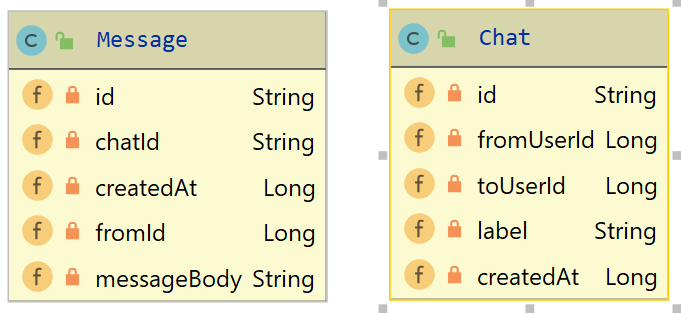 C Message
f id String
f chatId String
f createdAt Long
f fromId Long
f messageBody String
C Chat
f id String
f fromUserId Long
f toUserId Long
f label String
f createdAt Long